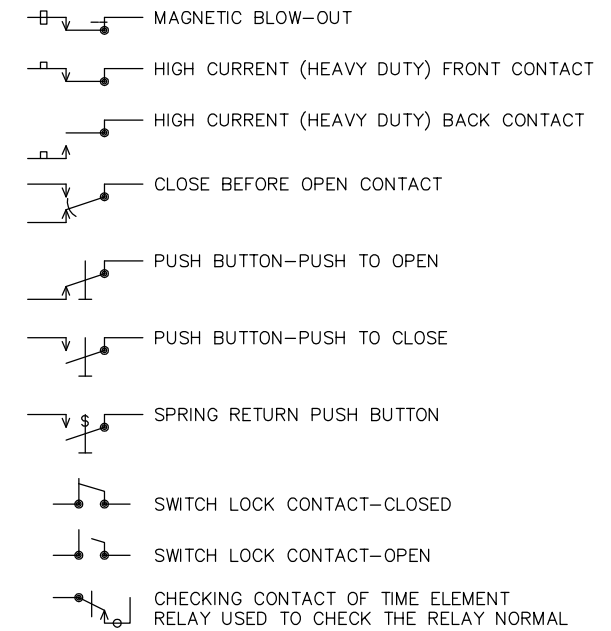 MAGNETIC BLOW-OUT
HIGH CURRENT (HEAVY DUTY) FRONT CONTACT
HIGH CURRENT (HEAVY DUTY) BACK CONTACT
CLOSE BEFORE OPEN CONTACT
PUSH BUTTON-PUSH TO OPEN
PUSH BUTTON-PUSH TO CLOSE
$
SPRING RETURN PUSH BUTTON
SWITCH LOCK CONTACT-CLOSED
SWITCH LOCK CONTACT-OPEN
CHECKING CONTACT OF TIME ELEMENT
RELAY USED TO CHECK THE RELAY NORMAL